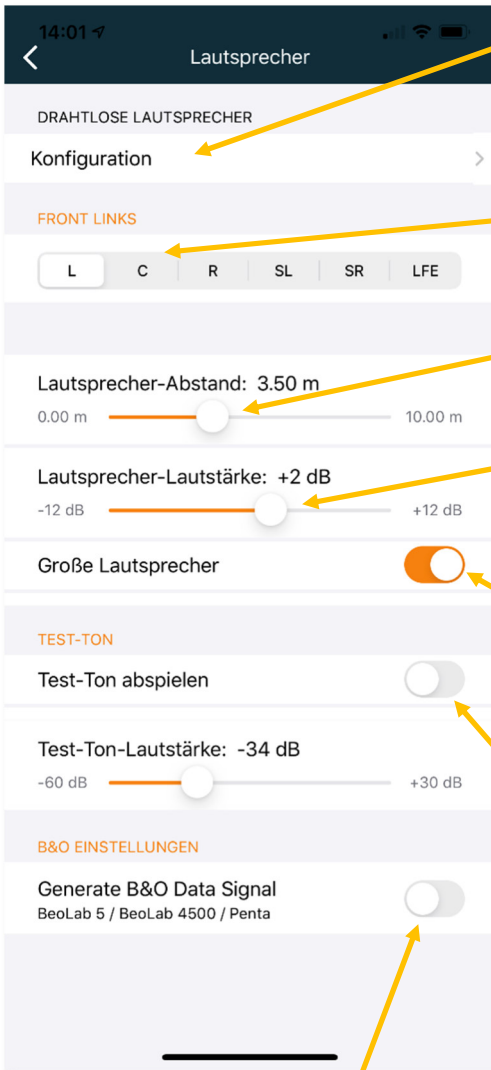 14:01
Lautsprecher
DRAHTLOSE LAUTSPRECHER
Konfiguration
FRONT LINKS
L C R SL SR LFE
Lautsprecher-Abstand: 3.50 m
0.00 m 10.00 m
Lautsprecher-Lautstärke: +2 dB
-12 dB +12 dB
Große Lautsprecher
TEST-TON
Test-Ton abspielen
Test-Ton-Lautstärke: -34 dB
-60 dB +30 dB
B&O EINSTELLUNGEN
Generate B&O Data Signal
BeoLab 5 / BeoLab 4500 / Penta